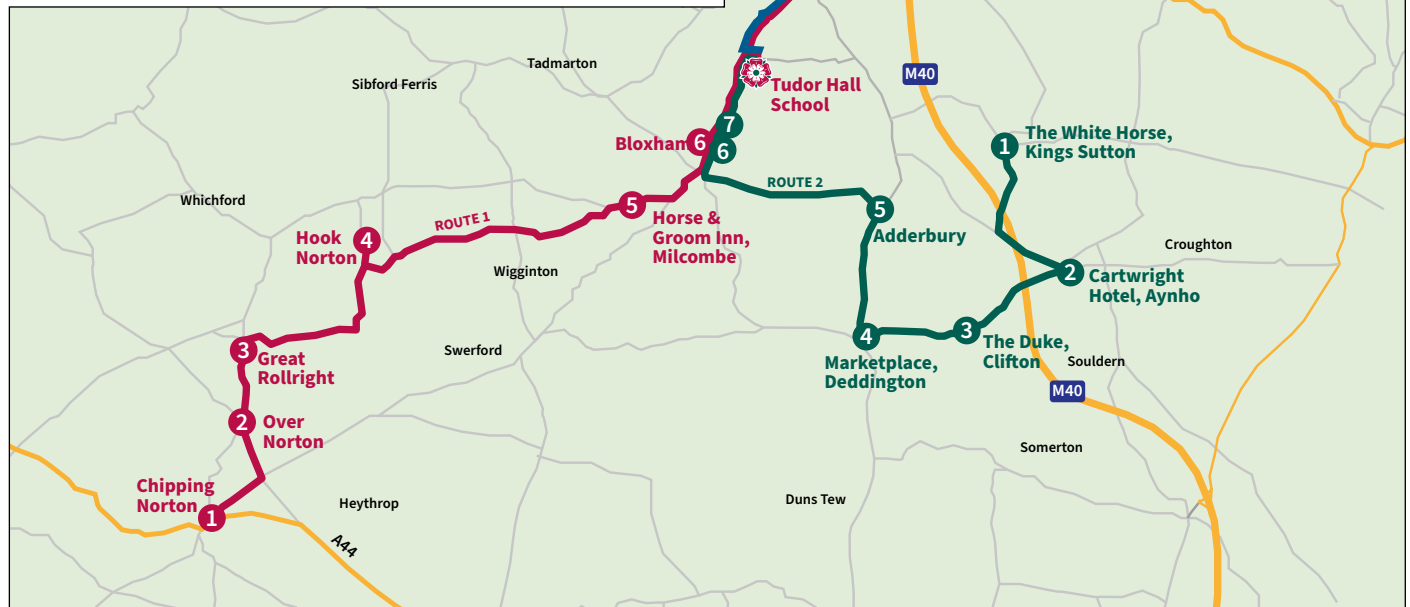 Tadmarton
Sibford Ferris
M40
Tudor Hall
School
7
The White Horse,
Kings Sutton
1
Bloxham
6
6
ROUTE 2
Whichford
5
Horse &
Groom Inn,
Milcombe
5
Adderbury
ROUTE 1
Hook
Norton
4
Croughton
Wigginton
2
Cartwright
Hotel, Aynho
4
Marketplace,
Deddington
3
The Duke,
Clifton
3
Great
Rollright
Swerford
Souldern
M40
2
Over
Norton
Somerton
Chipping
Norton
1
Heythrop
Duns Tew
A44